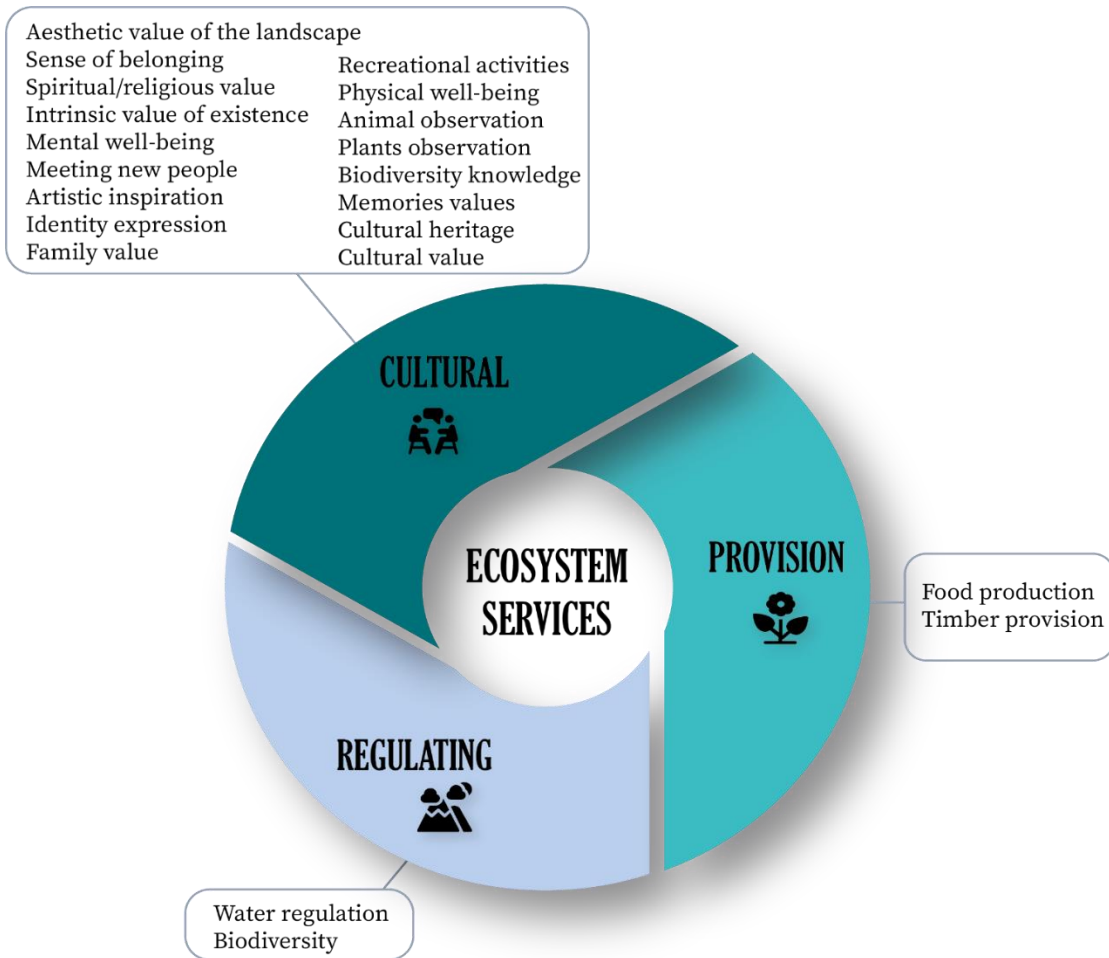 Aesthetic value of the landscape
Sense of belonging
Spiritual/religious value
Intrinsic value of existence
Mental well-being
Meeting new people
Artistic inspiration
Identity expression
Family value
Recreational activities
Physical well-being
Animal observation
Plants observation
Biodiversity knowledge
Memories values
Cultural heritage
Cultural value
CULTURAL
ECOSYSTEM
SERVICES
PROVISION
Food production
Timber provision
REGULATING
Water regulation
Biodiversity